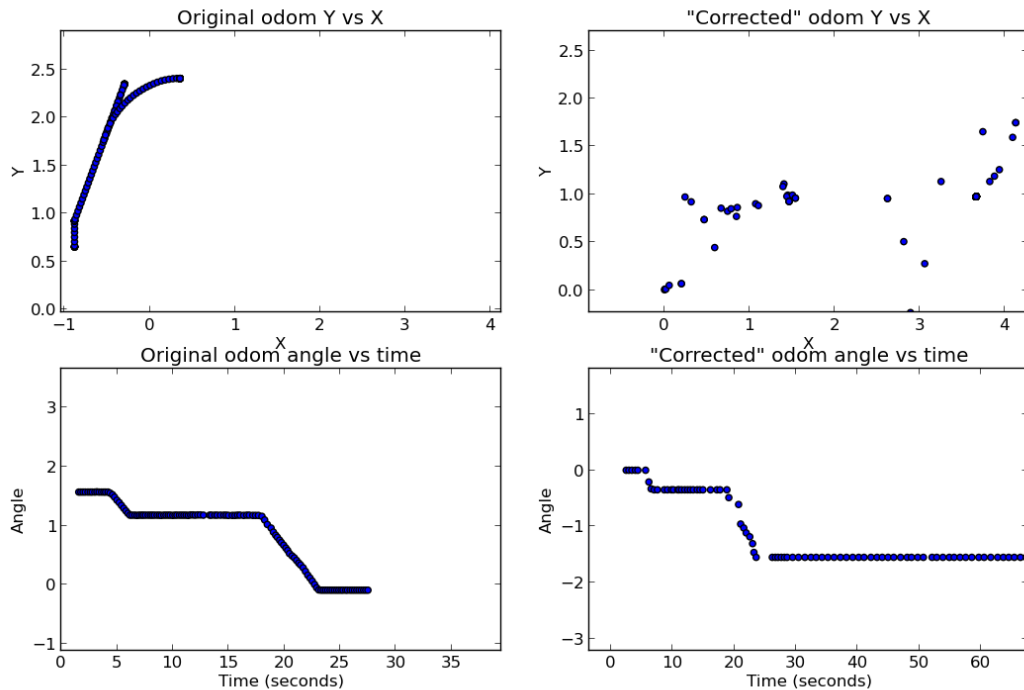 Original odom Y vs X
2.5
2.0
1.5
1.0
0.5
0.0
Y
−1 0 1 2 3 4
X
"Corrected" odom Y vs X
2.5
2.0
1.5
1.0
0.5
0.0
Y
0 1 2 3 4
X
Original odom angle vs time
3
2
1
0
−1
Angle
0 5 10 15 20 25 30 35
Time (seconds)
"Corrected" odom angle vs time
1
0
−1
−2
−3
Angle
0 10 20 30 40 50 60
Time (seconds)